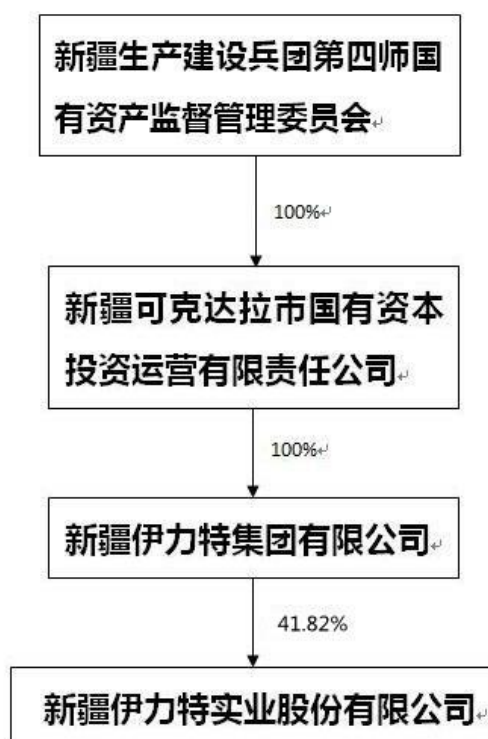 新疆生产建设兵团第四师国
有资产监督管理委员会
100%
新疆可克达拉市国有资本
投资运营有限责任公司
100%
新疆伊力特集团有限公司
41.82%
新疆伊力特实业股份有限公司